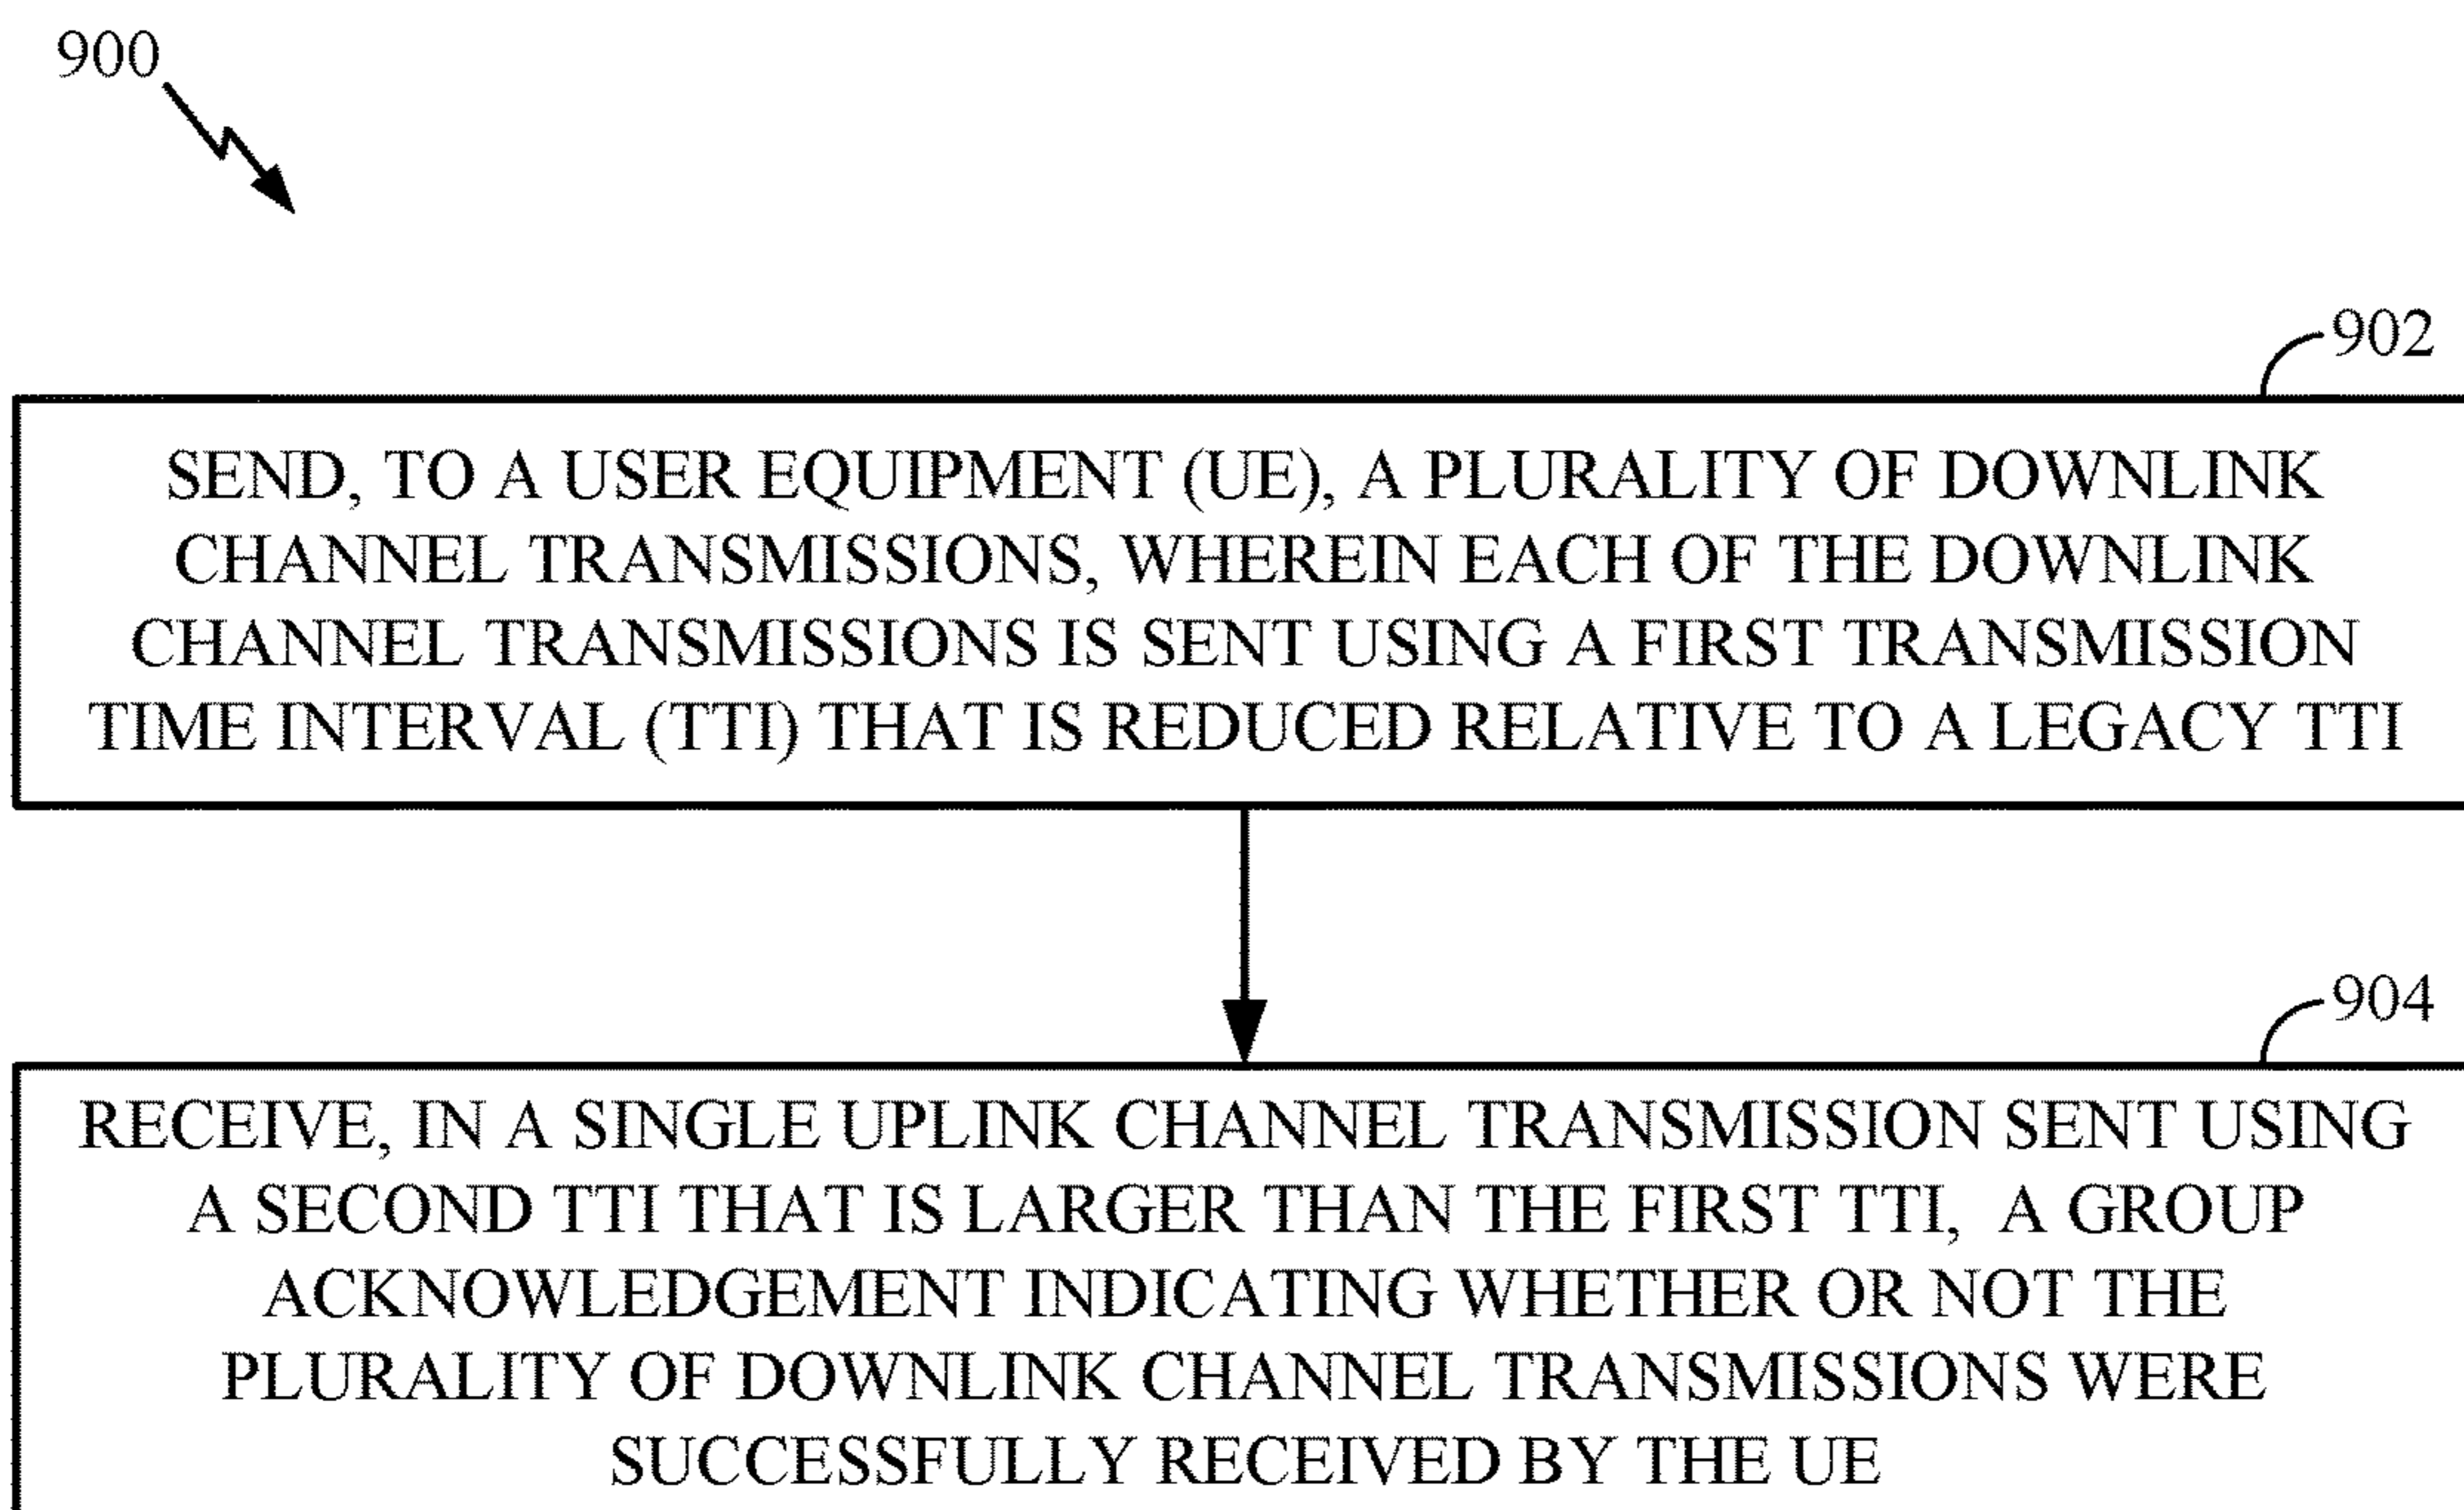 900
902
SEND, TO A USER EQUIPMENT (UE), A PLURALITY OF DOWNLINK
CHANNEL TRANSMISSIONS, WHEREIN EACH OF THE DOWNLINK
CHANNEL TRANSMISSIONS IS SENT USING A FIRST TRANSMISSION
TIME INTERVAL (TTI) THAT IS REDUCED RELATIVE TO A LEGACY TTI
904
RECEIVE, IN A SINGLE UPLINK CHANNEL TRANSMISSION SENT USING
A SECOND TTI THAT IS LARGER THAN THE FIRST TTI, A GROUP
ACKNOWLEDGEMENT INDICATING WHETHER OR NOT THE
PLURALITY OF DOWNLINK CHANNEL TRANSMISSIONS WERE
SUCCESSFULLY RECEIVED BY THE UE